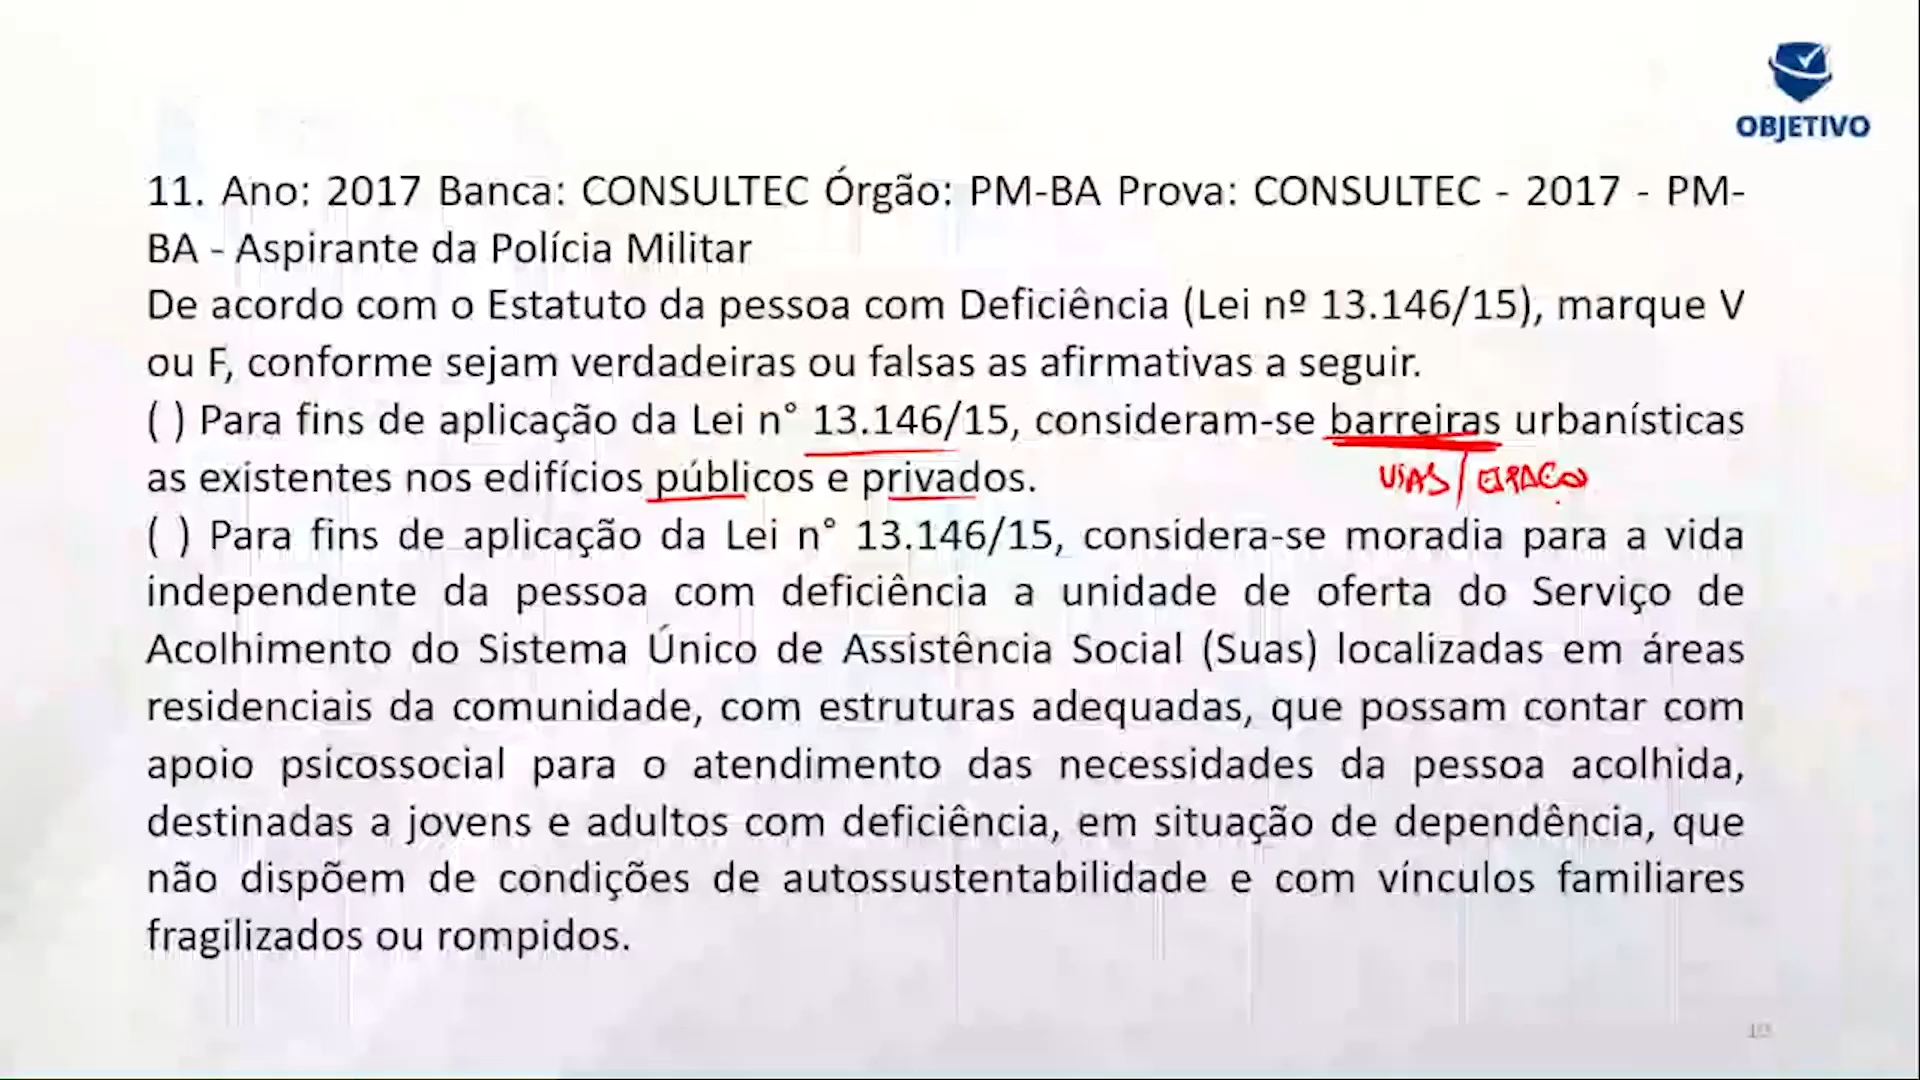 OBJETIVO
11. Ano: 2017 Banca: CONSULTEC Órgão: PM-BA Prova: CONSULTEC - 2017 - PM-
BA - Aspirante da Polícia Militar
De acordo com o Estatuto da pessoa com Deficiência (Lei nº 13.146/15), marque V
ou F, conforme sejam verdadeiras ou falsas as afirmativas a seguir.
( ) Para fins de aplicação da Lei n° 13.146/15, consideram-se barreiras urbanísticas
as existentes nos edifícios públicos e privados.
VIAS/
( ) Para fins de aplicação da Lei n° 13.146/15, considera-se moradia para a vida
independente da pessoa com deficiência a unidade de oferta do Serviço de
Acolhimento do Sistema Único de Assistência Social (Suas) localizadas em áreas
residenciais da comunidade, com estruturas adequadas, que possam contar com
apoio psicossocial para o atendimento das necessidades da pessoa acolhida,
destinadas a jovens e adultos com deficiência, em situação de dependência, que
não dispõem de condições de autossustentabilidade e com vínculos familiares
fragilizados ou rompidos.